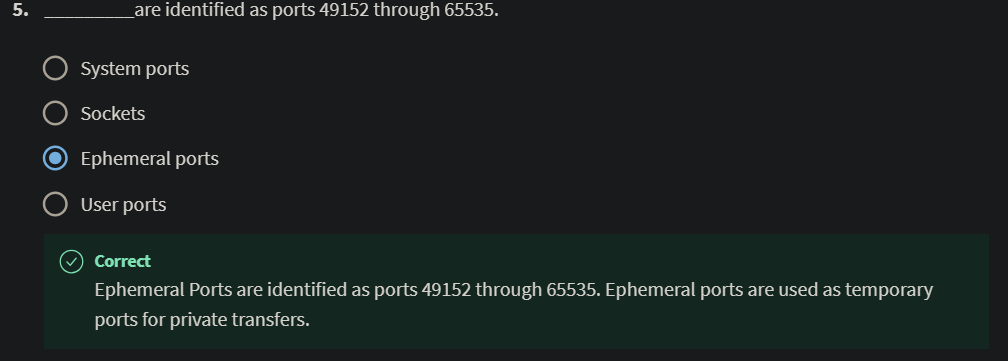 5. _________are identified as ports 49152 through 65535.
System ports
Sockets
Ephemeral ports
User ports
Correct
Ephemeral Ports are identified as ports 49152 through 65535. Ephemeral ports are used as temporary
ports for private transfers.